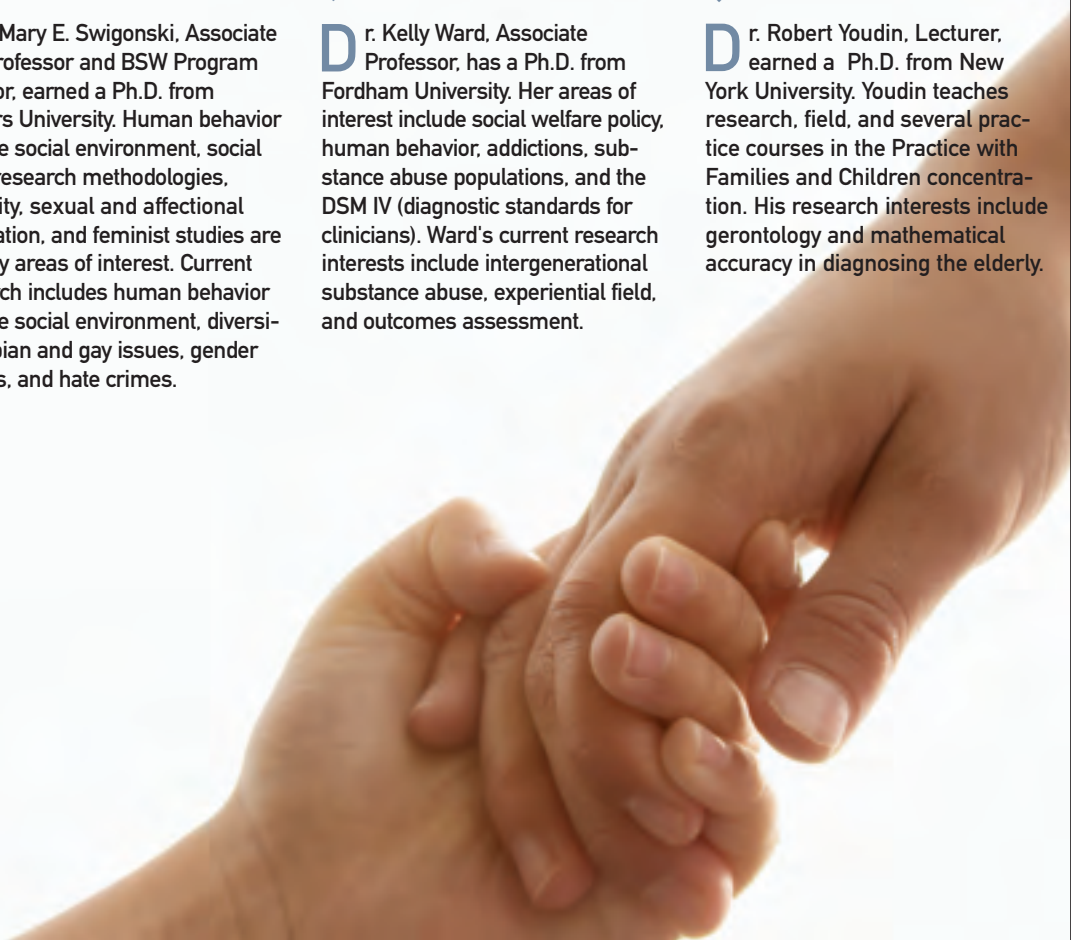 Mary E. Swigonski, Associate
rofessor and BSW Program
or, earned a Ph.D. from
rs University. Human behavior
e social environment, social
research methodologies,
ity, sexual and affectional
ation, and feminist studies are
y areas of interest. Current
rch includes human behavior
e social environment, diversi-
bian and gay issues, gender
s, and hate crimes.
Dr. Kelly Ward, Associate
Professor, has a Ph.D. from
Fordham University. Her areas of
interest include social welfare policy,
human behavior, addictions, sub-
stance abuse populations, and the
DSM IV (diagnostic standards for
clinicians). Ward's current research
interests include intergenerational
substance abuse, experiential field,
and outcomes assessment.
Dr. Robert Youdin, Lecturer,
earned a  Ph.D. from New
York University. Youdin teaches
research, field, and several prac-
tice courses in the Practice with
Families and Children concentra-
tion. His research interests include
gerontology and mathematical
accuracy in diagnosing the elderly.